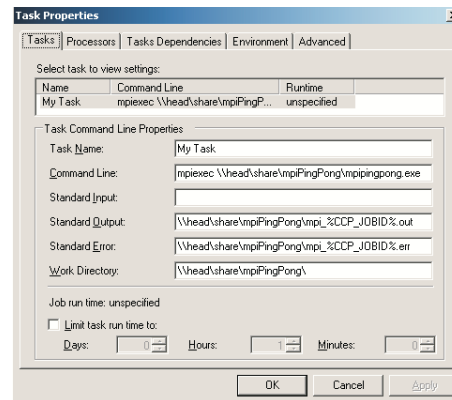 Task Properties
Tasks Processors Tasks Dependencies Environment Advanced
Select task to view settings:
Name Command Line Runtime
My Task mpiexec \\head\share\mpiPingP... unspecified
Task Command Line Properties
Task Name: My Task
Command Line: mpiexec \\head\share\mpiPingPong\mpipingpong.exe
Standard Input:
Standard Output: \\head\share\mpiPingPong\mpi_%CCP_JOBID%.out
Standard Error: \\head\share\mpiPingPong\mpi_%CCP_JOBID%.err
Work Directory: \\head\share\mpiPingPong\
Job run time: unspecified
Limit task run time to:
Days: 0 Hours: 1 Minutes: 0
OK Cancel Apply